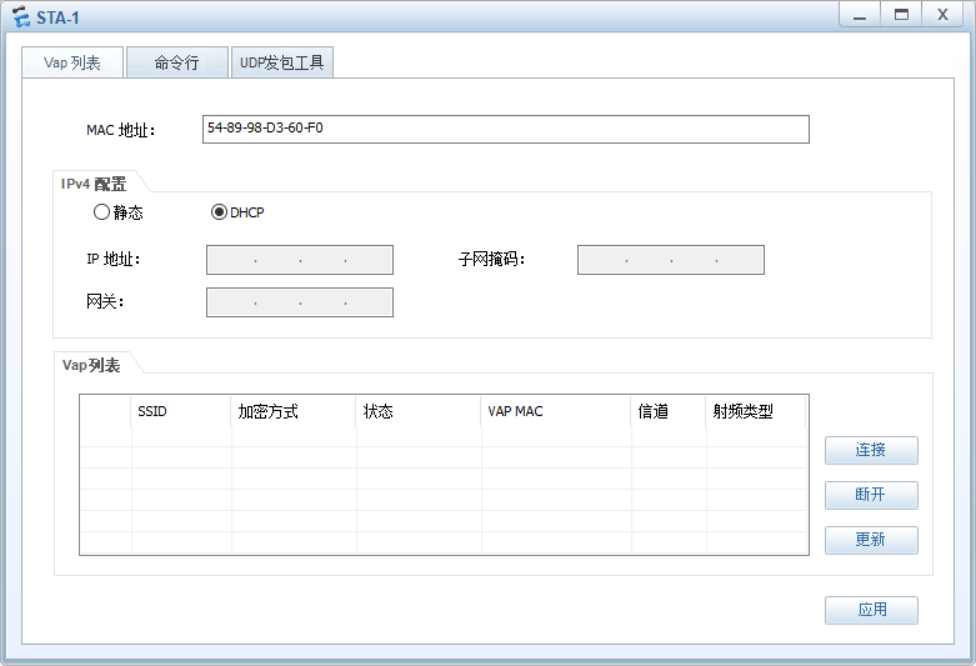 STA-1
Vap 列表 命令行 UDP发包工具
MAC 地址： 54-89-98-D3-60-F0
IPv4 配置
静态 DHCP
IP 地址： . . . 子网掩码： . . .
网关： . . .
Vap列表
SSID 加密方式 状态 VAP MAC 信道 射频类型
连接
断开
更新
应用